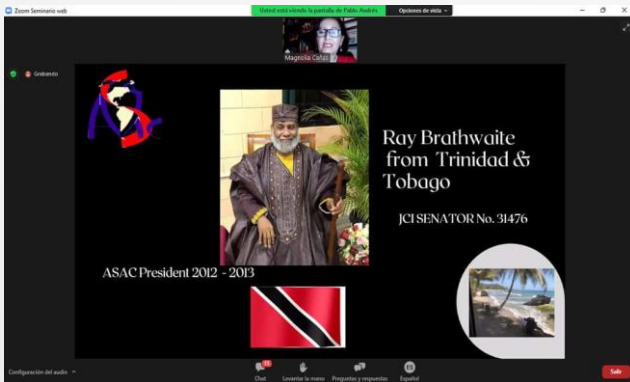 Zoom Seminario web
Usted está viendo la pantalla de Pablo Andrés
Opciones de vista
Magnolia Cañas
Grabando
Ray Brathwaite
from Trinidad &
Tobago
JCI SENATOR No. 31476
ASAC President 2012 - 2013
Configuración del audio
Chat
Levantar la mano
Preguntas y respuestas
ES
Español
Salir